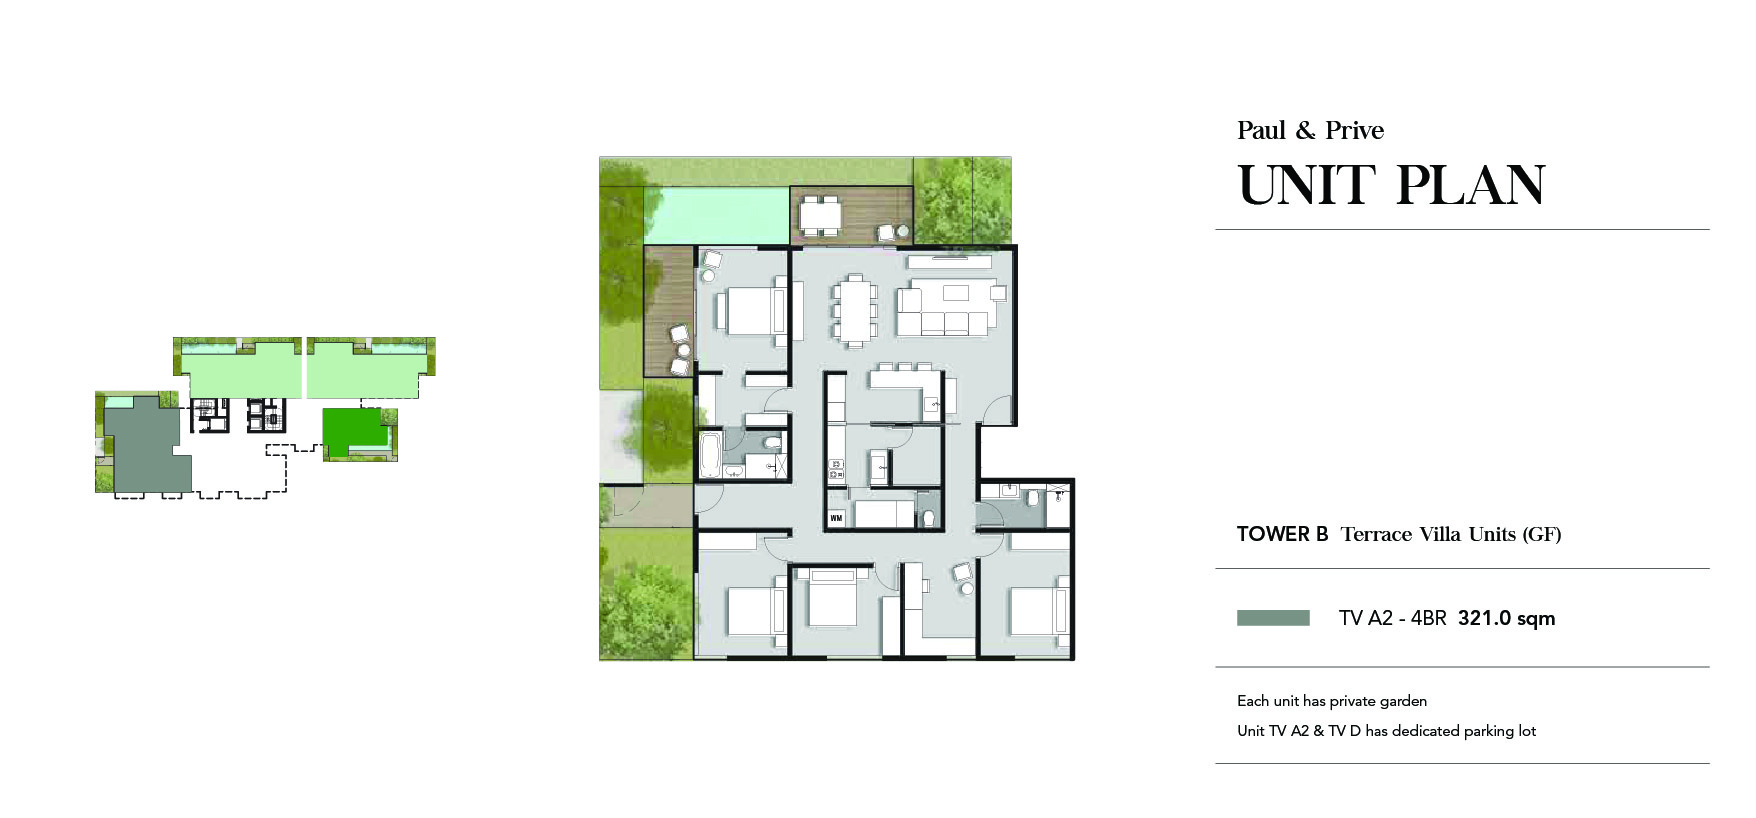 Paul & Prive
UNIT PLAN
WM
TOWER B Terrace Villa Units (GF)
TV A2 - 4BR 321.0 sqm
Each unit has private garden
Unit TV A2 & TV D has dedicated parking lot